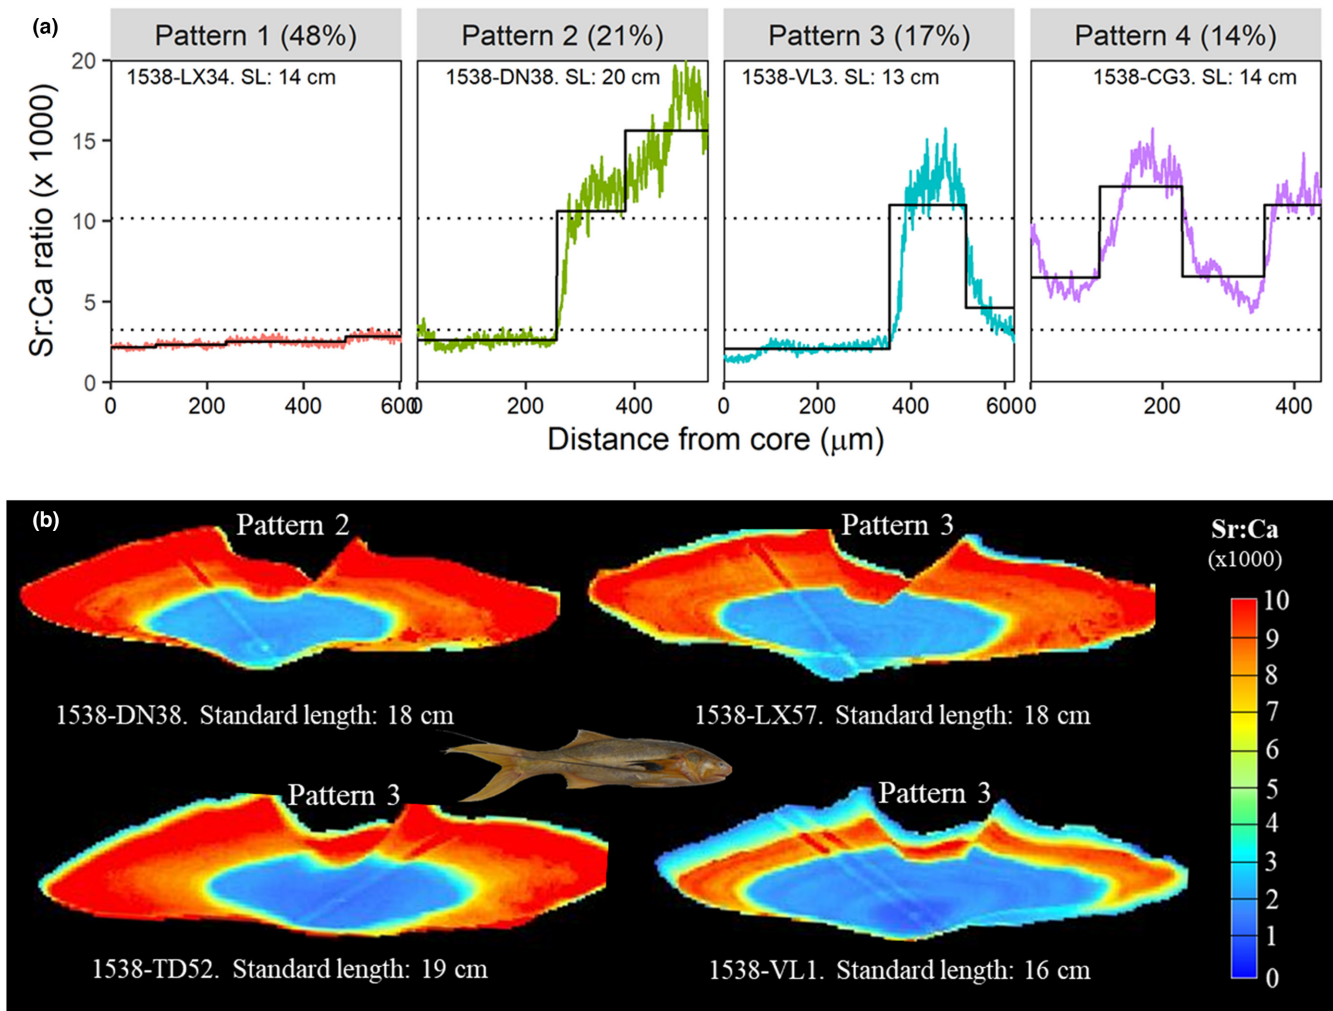 (a)
Pattern 1 (48%) Pattern 2 (21%) Pattern 3 (17%) Pattern 4 (14%)
1538-LX34. SL: 14 cm 1538-DN38. SL: 20 cm 1538-VL3. SL: 13 cm 1538-CG3. SL: 14 cm
Sr:Ca ratio (x 1000)
20
15
10
5
0
0 200 400 600 0 200 400 0 200 400 600 0 200 400
Distance from core (μm)
(b)
Pattern 2 Pattern 3
Sr:Ca
(x1000)
10
9
8
7
6
5
4
3
2
1
0
1538-DN38. Standard length: 18 cm 1538-LX57. Standard length: 18 cm
Pattern 3 Pattern 3
1538-TD52. Standard length: 19 cm 1538-VL1. Standard length: 16 cm